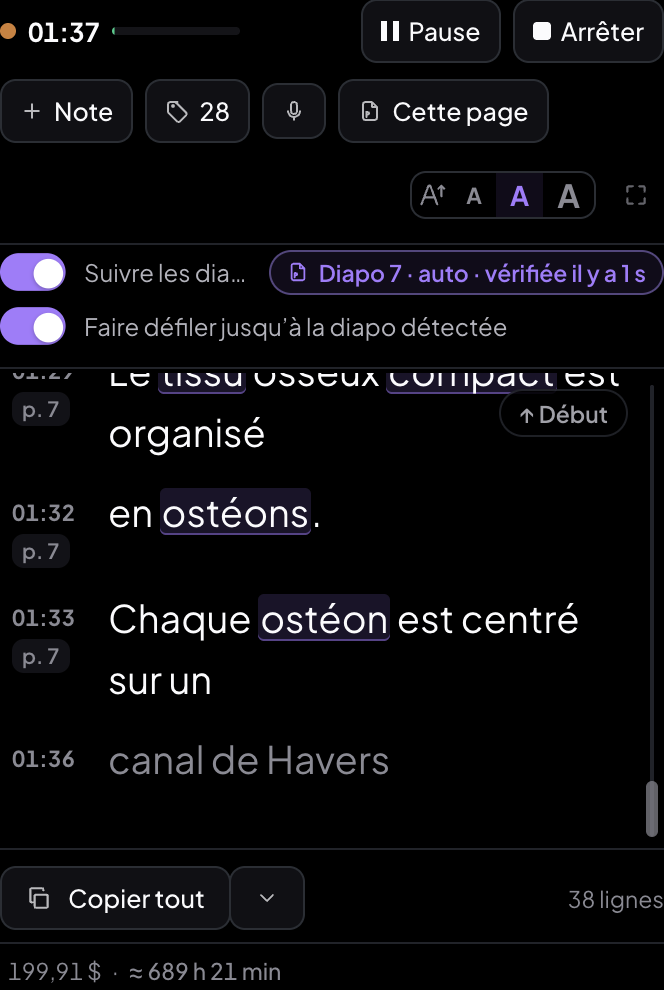 01:37 Pause Arrêter
+ Note 28 Cette page
A↑ A A A
Suivre les dia... Diapo 7 · auto · vérifiée il y a 1 s
Faire défiler jusqu’à la diapo détectée
01:29 Le tissu osseux compact est
p. 7 organisé
↑ Début
01:32 en ostéons.
p. 7
01:33 Chaque ostéon est centré
p. 7 sur un
01:36 canal de Havers
Copier tout 38 lignes
199,91 $ · ≈ 689 h 21 min